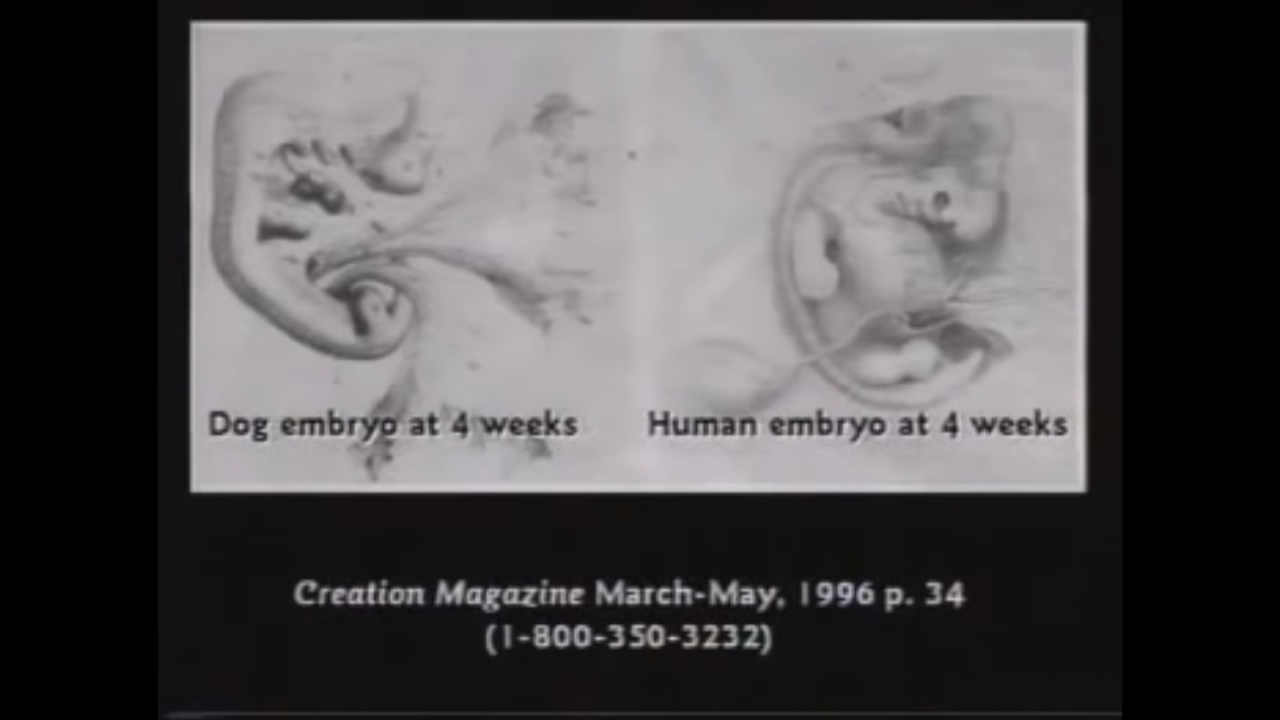 Dog embryo at 4 weeks
Human embryo at 4 weeks
Creation Magazine March-May, 1996 p. 34
(1-800-350-3232)